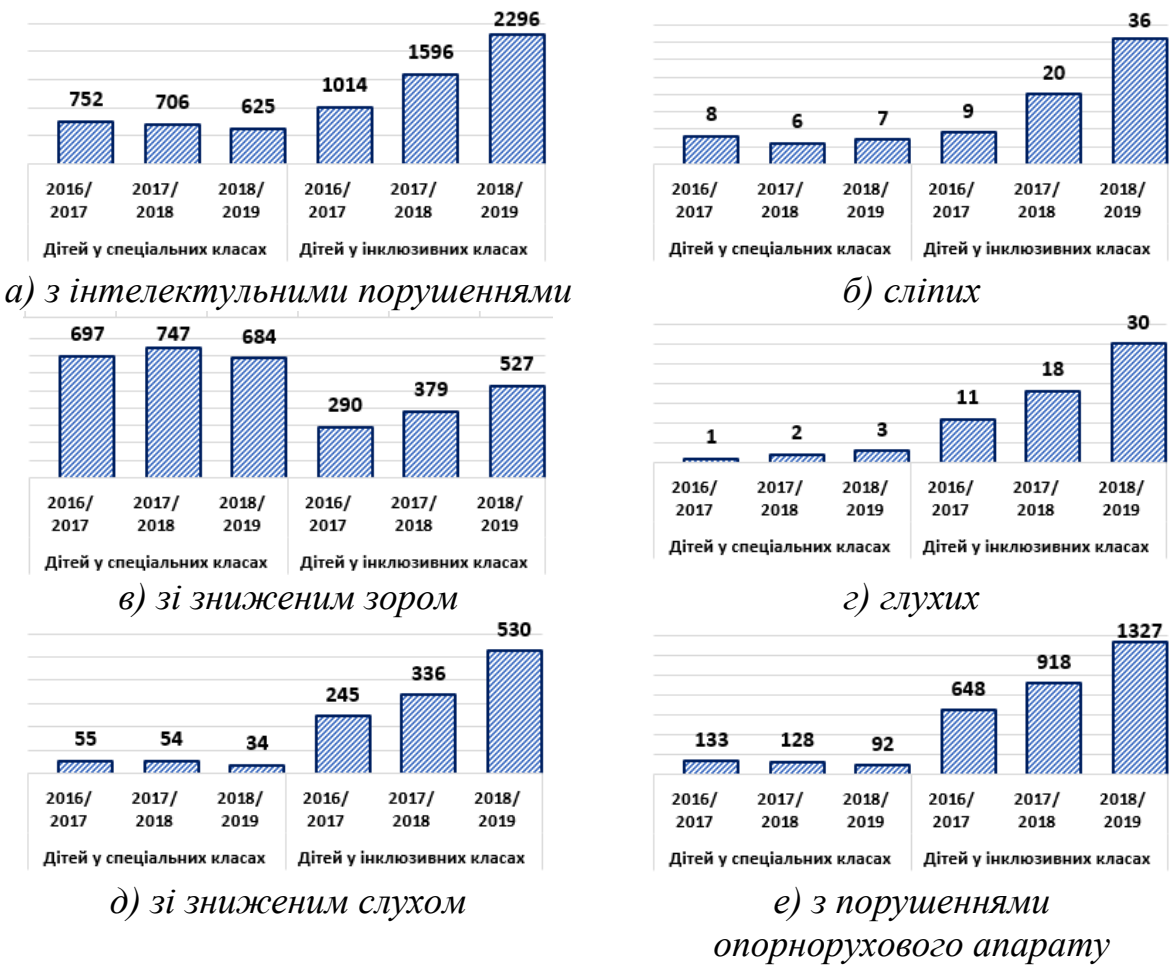 752 706 625 1014 1596 2296
2016/ 2017/ 2018/ 2016/ 2017/ 2018/
2017 2018 2019 2017 2018 2019
Дітей у спеціальних класах Дітей у інклюзивних класах
а) з інтелектульними порушеннями
8 6 7 9 20 36
2016/ 2017/ 2018/ 2016/ 2017/ 2018/
2017 2018 2019 2017 2018 2019
Дітей у спеціальних класах Дітей у інклюзивних класах
б) сліпих
697 747 684 290 379 527
2016/ 2017/ 2018/ 2016/ 2017/ 2018/
2017 2018 2019 2017 2018 2019
Дітей у спеціальних класах Дітей у інклюзивних класах
в) зі зниженим зором
1 2 3 11 18 30
2016/ 2017/ 2018/ 2016/ 2017/ 2018/
2017 2018 2019 2017 2018 2019
Дітей у спеціальних класах Дітей у інклюзивних класах
г) глухих
55 54 34 245 336 530
2016/ 2017/ 2018/ 2016/ 2017/ 2018/
2017 2018 2019 2017 2018 2019
Дітей у спеціальних класах Дітей у інклюзивних класах
д) зі зниженим слухом
133 128 92 648 918 1327
2016/ 2017/ 2018/ 2016/ 2017/ 2018/
2017 2018 2019 2017 2018 2019
Дітей у спеціальних класах Дітей у інклюзивних класах
е) з порушеннями
опорнорухового апарату